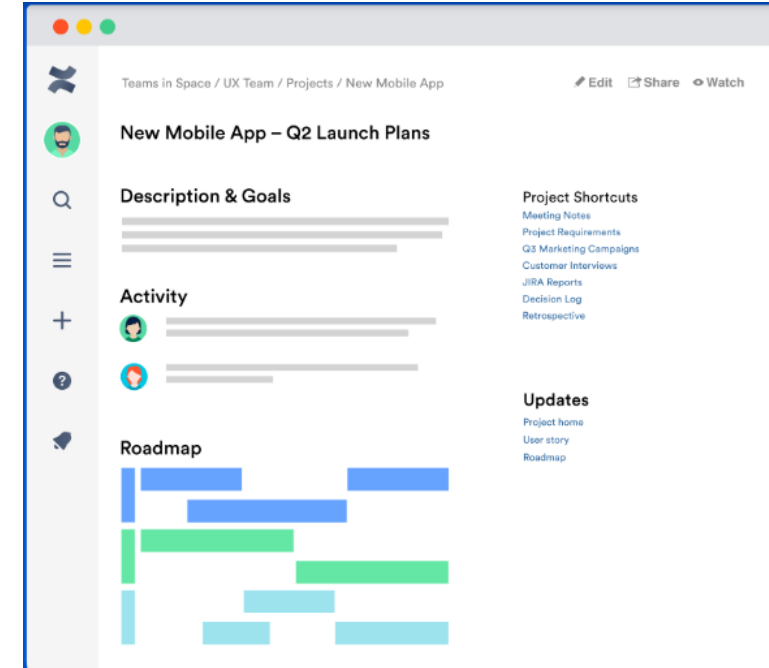 Teams in Space / UX Team / Projects / New Mobile App
Edit Share Watch
New Mobile App – Q2 Launch Plans
Description & Goals
Activity
Roadmap
Project Shortcuts
Meeting Notes
Project Requirements
Q3 Marketing Campaigns
Customer Interviews
JIRA Reports
Decision Log
Retrospective
Updates
Project home
User story
Roadmap